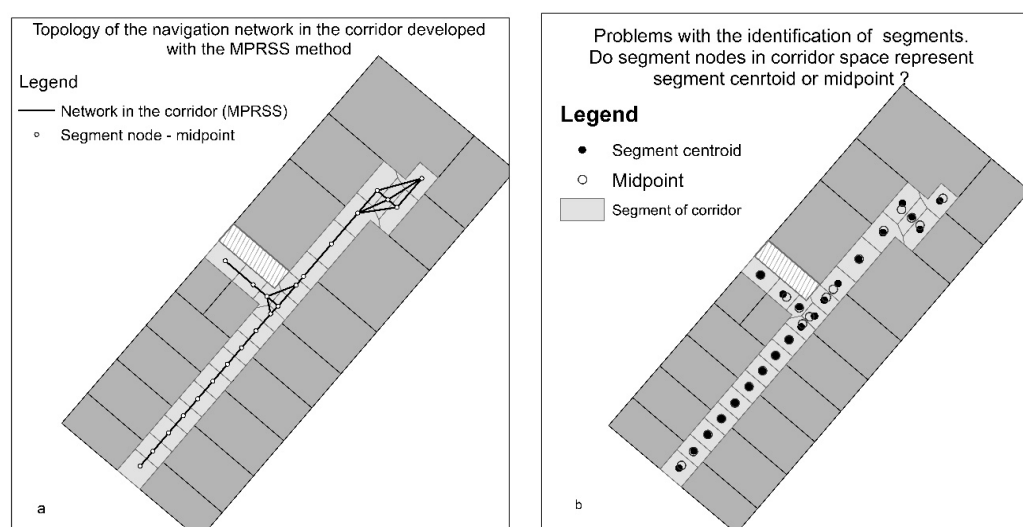 Topology of the navigation network in the corridor developed
with the MPRSS method
Legend
Network in the corridor (MPRSS)
Segment node - midpoint
a
Problems with the identification of segments.
Do segment nodes in corridor space represent
segment cenrtoid or midpoint ?
Legend
Segment centroid
Midpoint
Segment of corridor
b